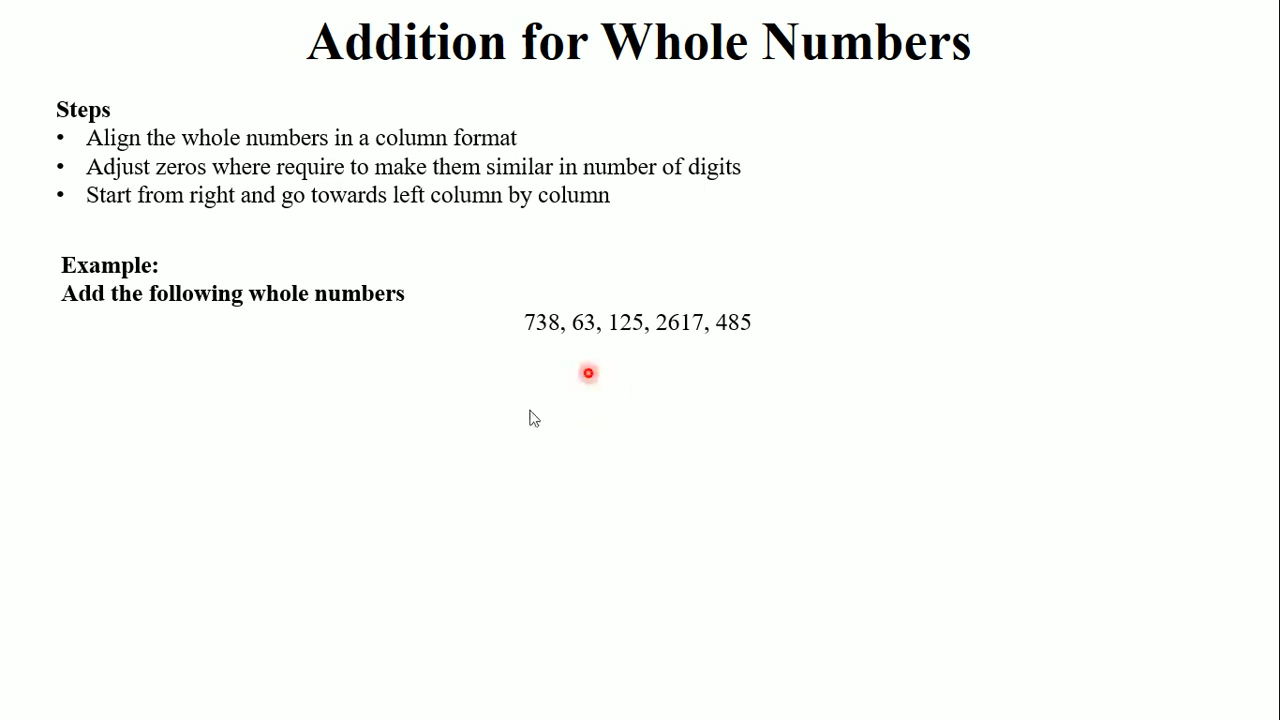 Addition for Whole Numbers
Steps
• Align the whole numbers in a column format
• Adjust zeros where require to make them similar in number of digits
• Start from right and go towards left column by column
Example:
Add the following whole numbers
738, 63, 125, 2617, 485